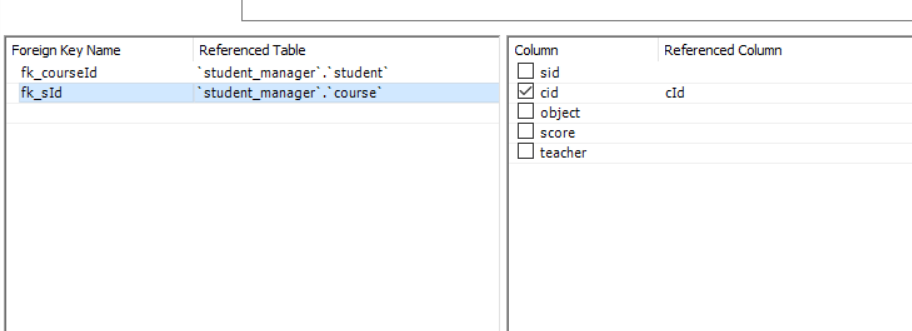 Foreign Key Name Referenced Table
fk_courseId `student_manager`.`student`
fk_sId `student_manager`.`course`
Column Referenced Column
sid
cid cId
object
score
teacher